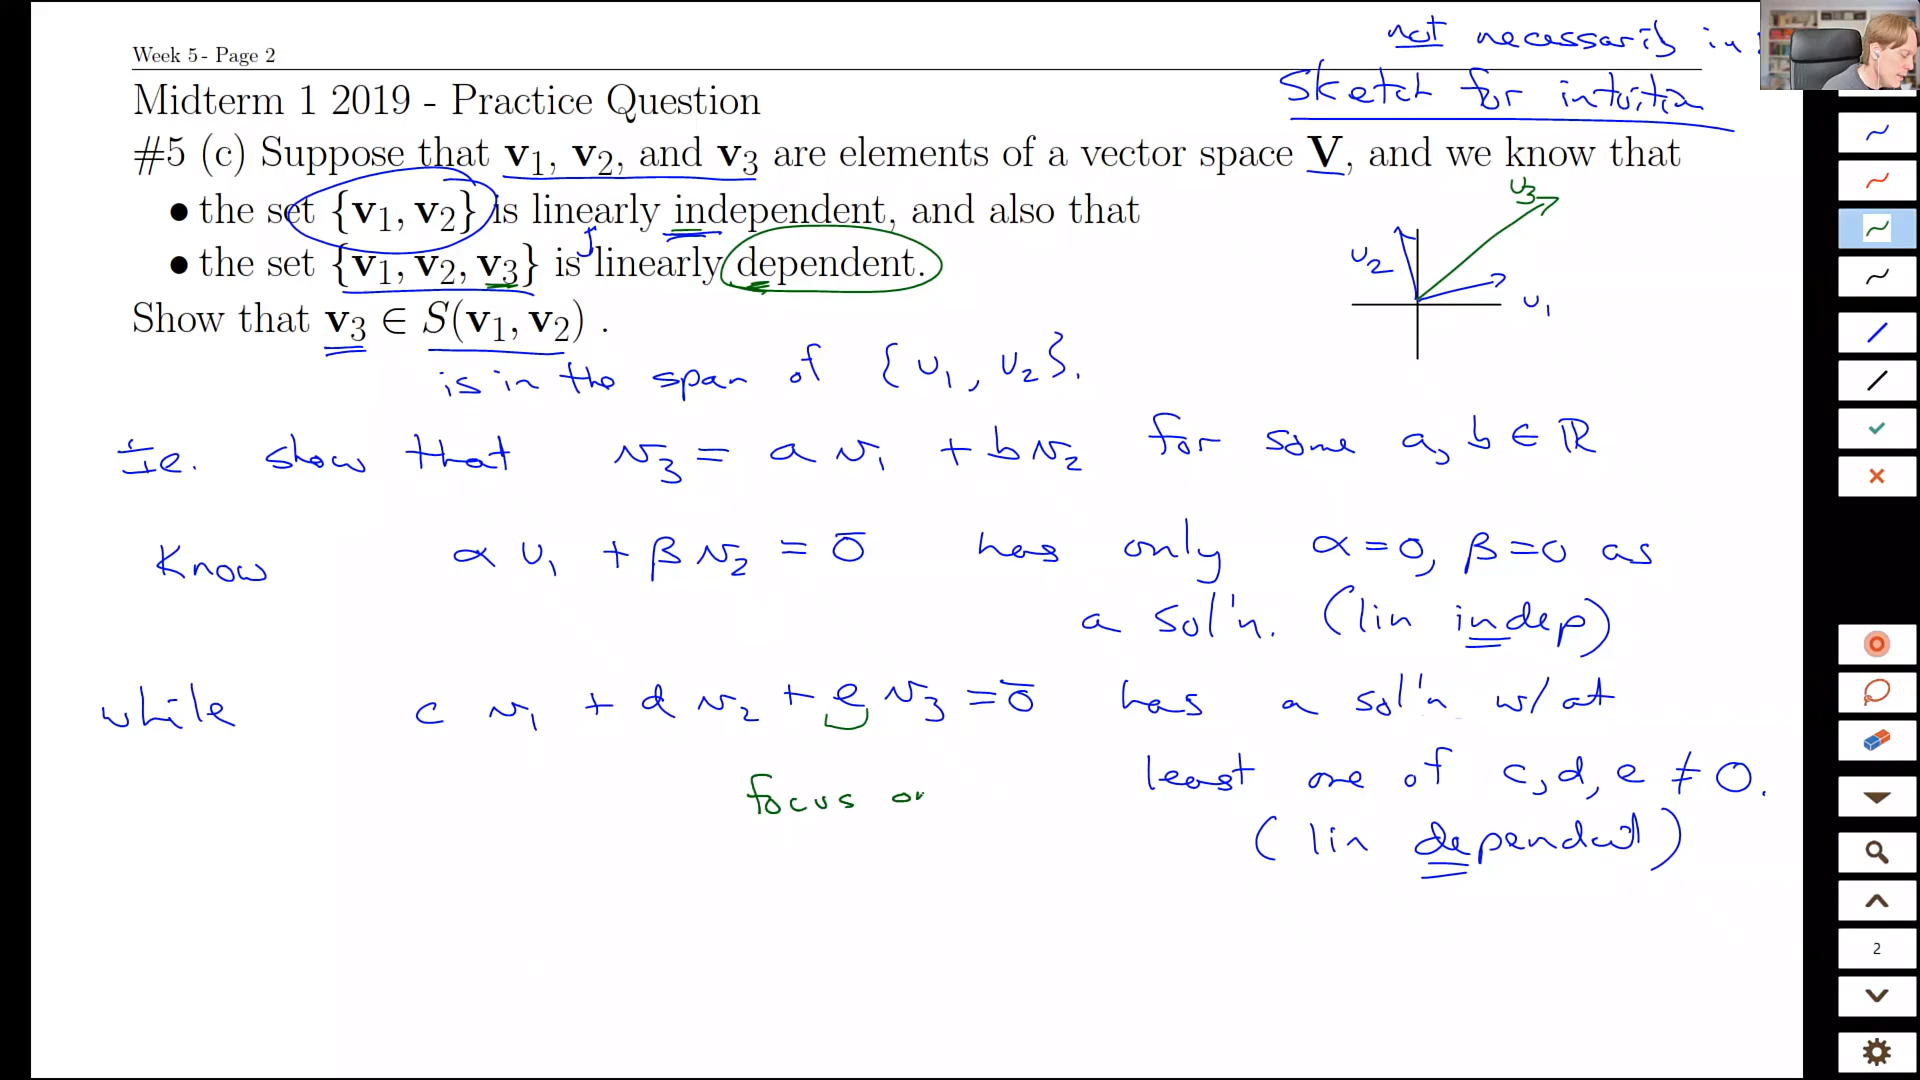 not necessarily in
Week 5 - Page 2
Sketch for intuition
Midterm 1 2019 - Practice Question
#5 (c) Suppose that v₁, v₂, and v₃ are elements of a vector space V, and we know that
• the set {v₁, v₂} is linearly independent, and also that
• the set {v₁, v₂, v₃} is linearly dependent.
v₃
v₂
v₁
Show that v₃ ∈ S(v₁, v₂) .
is in the span of {v₁, v₂}.
Ie. show that v₃ = a v₁ + b v₂ for some a, b ∈ ℝ
Know α v₁ + β v₂ = 0̄ has only α = 0, β = 0 as
a sol'n. (lin indep)
while c v₁ + d v₂ + e v₃ = 0̄ has a sol'n w/ at
least one of c, d, e ≠ 0.
focus or
(lin dependent)
2